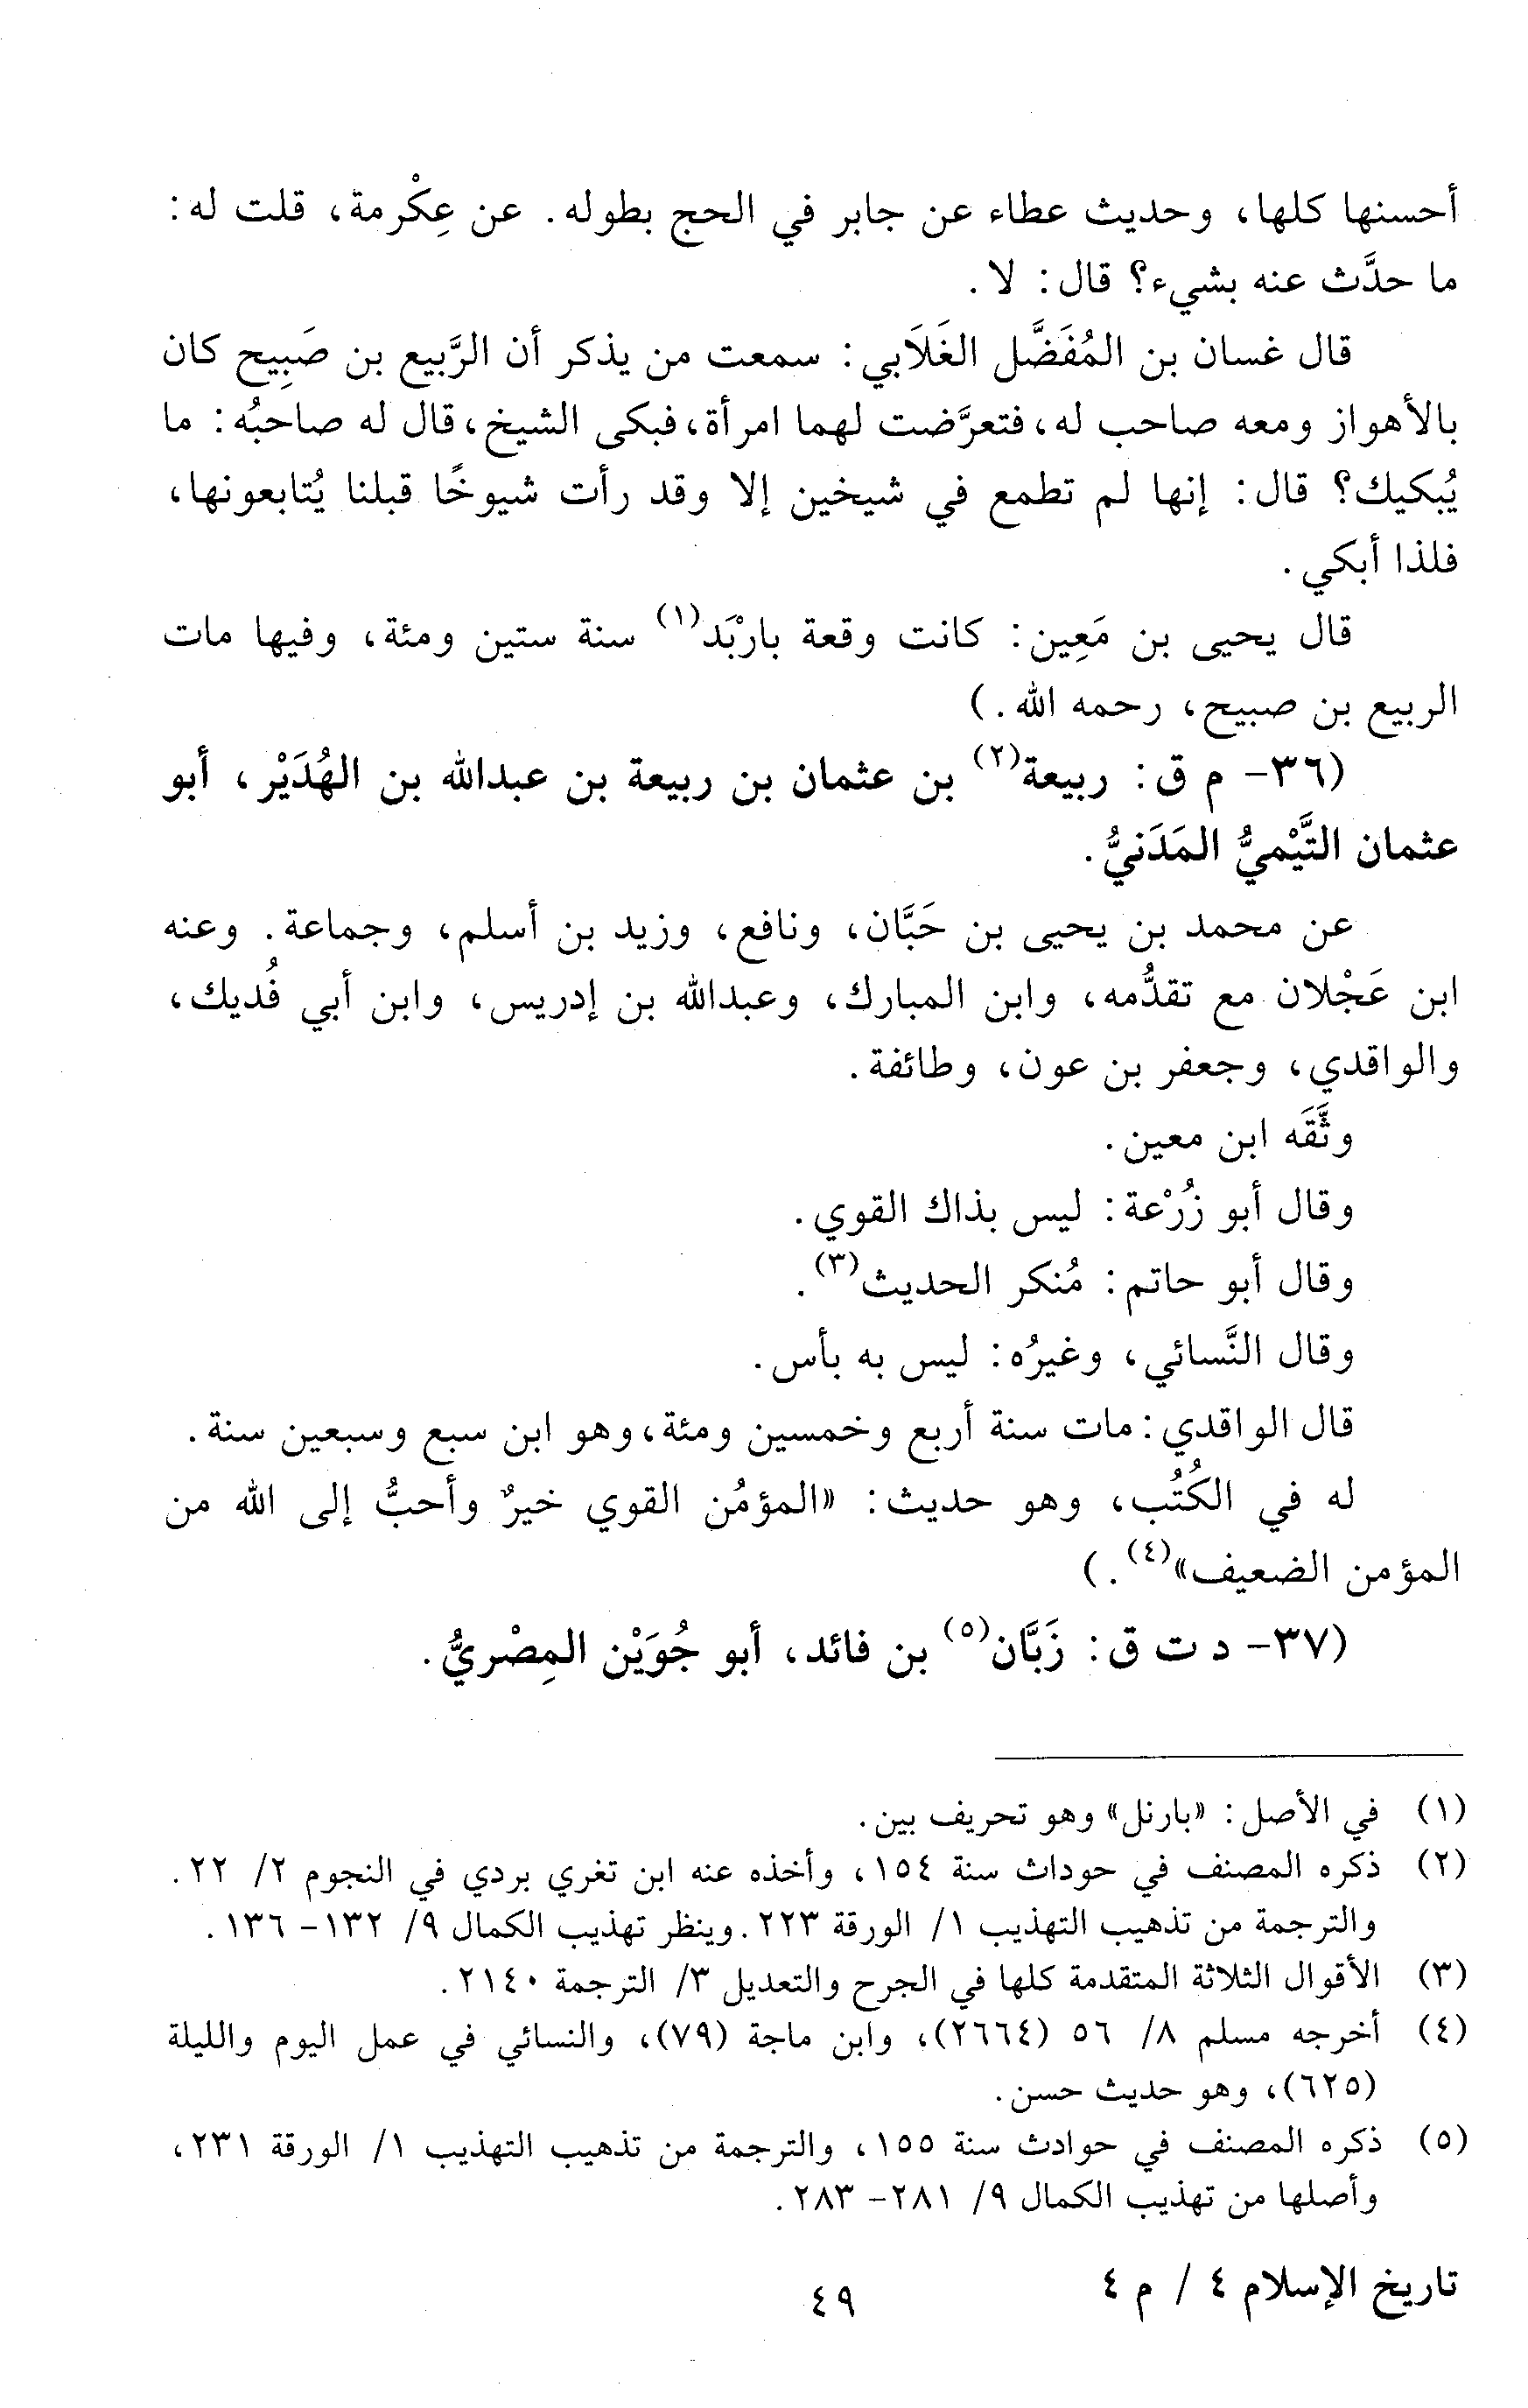 أحسنها كلها، وحديث عطاء عن جابر في الحج بطوله. عن عِكْرمة، قلت له:
ما حدَّث عنه بشيء؟ قال: لا.
قال غسان بن المُفَضَّل الغَلاَبي: سمعت من يذكر أن الرَّبيع بن صَبِيح كان
بالأهواز ومعه صاحب له، فتعرَّضت لهما امرأة، فبكى الشيخ، قال له صاحبُه: ما
يُبكيك؟ قال: إنها لم تطمع في شيخين إلا وقد رأت شيوخًا قبلنا يُتابعونها،
فلذا أبكي.
قال يحيى بن مَعِين: كانت وقعة بارْبَد(١) سنة ستين ومئة، وفيها مات
الربيع بن صبيح، رحمه الله.)
(٣٦- م ق: ربيعة(٢) بن عثمان بن ربيعة بن عبدالله بن الهُدَيْر، أبو
عثمان التَّيْميُّ المَدَنيُّ.
عن محمد بن يحيى بن حَبَّان، ونافع، وزيد بن أسلم، وجماعة. وعنه
ابن عَجْلان مع تقدُّمه، وابن المبارك، وعبدالله بن إدريس، وابن أبي فُديك،
والواقدي، وجعفر بن عون، وطائفة.
وثَّقَه ابن معين.
وقال أبو زُرْعة: ليس بذاك القوي.
وقال أبو حاتم: مُنكر الحديث(٣).
وقال النَّسائي، وغيرُه: ليس به بأس.
قال الواقدي: مات سنة أربع وخمسين ومئة، وهو ابن سبع وسبعين سنة.
له في الكُتُب، وهو حديث: «المؤمُن القوي خيرٌ وأحبُّ إلى الله من
المؤمن الضعيف»(٤).)
(٣٧- د ت ق: زَبَّان(٥) بن فائد، أبو جُوَيْن المِصْريُّ.
(١) في الأصل: «بارنل» وهو تحريف بين.
(٢) ذكره المصنف في حوداث سنة ١٥٤، وأخذه عنه ابن تغري بردي في النجوم ٢/ ٢٢.
والترجمة من تذهيب التهذيب ١/ الورقة ٢٢٣. وينظر تهذيب الكمال ٩/ ١٣٢- ١٣٦.
(٣) الأقوال الثلاثة المتقدمة كلها في الجرح والتعديل ٣/ الترجمة ٢١٤٠.
(٤) أخرجه مسلم ٨/ ٥٦ (٢٦٦٤)، وابن ماجة (٧٩)، والنسائي في عمل اليوم والليلة
(٦٢٥)، وهو حديث حسن.
(٥) ذكره المصنف في حوادث سنة ١٥٥، والترجمة من تذهيب التهذيب ١/ الورقة ٢٣١،
وأصلها من تهذيب الكمال ٩/ ٢٨١- ٢٨٣.
تاريخ الإسلام ٤ / م ٤
٤٩